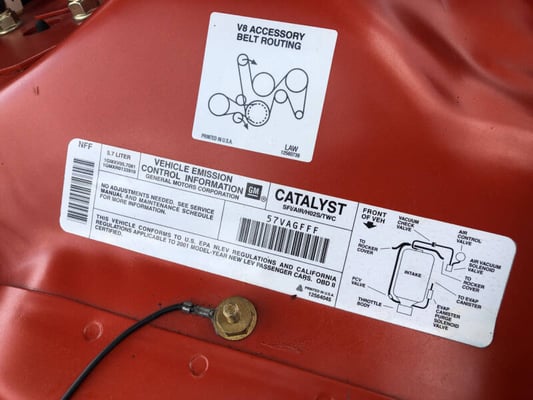 V8 ACCESSORY
BELT ROUTING
PRINTED IN U.S.A.
LAW
12560736
NFF
5.7 LITER
VEHICLE EMISSION
CONTROL INFORMATION
GENERAL MOTORS CORPORATION
GM
NO ADJUSTMENTS NEEDED. SEE SERVICE
MANUAL AND MAINTENANCE SCHEDULE
FOR MORE INFORMATION.
CATALYST
SFI/AIR/HO2S/TWC
57VAGFFF
THIS VEHICLE CONFORMS TO U.S. EPA NLEV REGULATIONS AND CALIFORNIA
REGULATIONS APPLICABLE TO 2001 MODEL-YEAR NEW LEV PASSENGER CARS. OBD II
CERTIFIED.
PRINTED IN U.S.A.
12564045
FRONT
OF VEH
VACUUM
CHECK
VALVE
AIR
CONTROL
VALVE
TO
ROCKER
COVER
AIR VACUUM
SOLENOID
VALVE
INTAKE
TO
ROCKER
COVER
PCV
VALVE
TO EVAP
CANISTER
THROTTLE
BODY
EVAP
CANISTER
PURGE
SOLENOID
VALVE